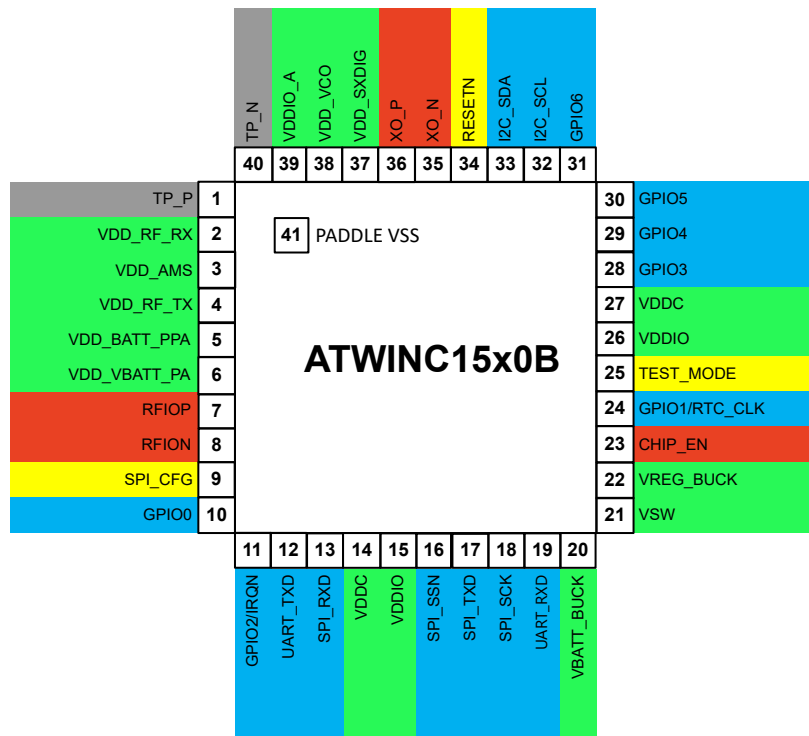 TP_N
VDDIO_A
VDD_VCO
VDD_SXDIG
XO_P
XO_N
RESETN
I2C_SDA
I2C_SCL
GPIO6
40 39 38 37 36 35 34 33 32 31
TP_P 1
VDD_RF_RX 2
VDD_AMS 3
VDD_RF_TX 4
VDD_BATT_PPA 5
VDD_VBATT_PA 6
RFIOP 7
RFION 8
SPI_CFG 9
GPIO0 10
41 PADDLE VSS
ATWINC15x0B
30 GPIO5
29 GPIO4
28 GPIO3
27 VDDC
26 VDDIO
25 TEST_MODE
24 GPIO1/RTC_CLK
23 CHIP_EN
22 VREG_BUCK
21 VSW
11 12 13 14 15 16 17 18 19 20
GPIO2/IRQN
UART_TXD
SPI_RXD
VDDC
VDDIO
SPI_SSN
SPI_TXD
SPI_SCK
UART_RXD
VBATT_BUCK